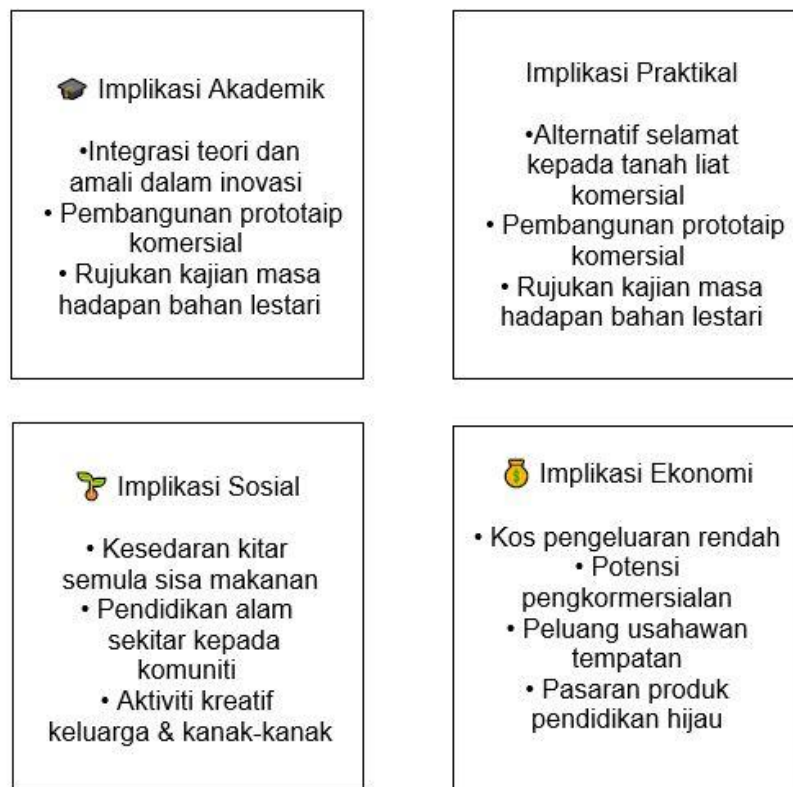 🎓 Implikasi Akademik
•Integrasi teori dan
amali dalam inovasi
• Pembangunan prototaip
komersial
• Rujukan kajian masa
hadapan bahan lestari
Implikasi Praktikal
•Alternatif selamat
kepada tanah liat
komersial
• Pembangunan prototaip
komersial
• Rujukan kajian masa
hadapan bahan lestari
🌱 Implikasi Sosial
• Kesedaran kitar
semula sisa makanan
• Pendidikan alam
sekitar kepada
komuniti
• Aktiviti kreatif
keluarga & kanak-kanak
💰 Implikasi Ekonomi
• Kos pengeluaran rendah
• Potensi
pengkormersialan
• Peluang usahawan
tempatan
• Pasaran produk
pendidikan hijau